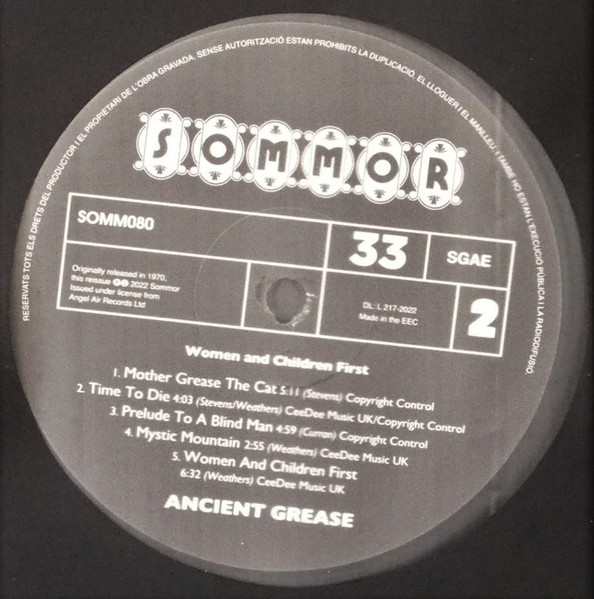 RESERVATS TOTS ELS DRETS DEL PRODUCTOR I EL PROPIETARI DE L'OBRA GRAVADA. SENSE AUTORITZACIÓ ESTAN PROHIBITS LA DUPLICACIÓ, EL LLOGUER I EL MANLLEU, I TAMBÉ HO ESTAN L'EXECUCIÓ PÚBLICA I LA RADIODIFUSIÓ.
SOMMOR
SOMM080
33
SGAE
Originally released in 1970,
this reissue ℗© 2022 Sommor
Issued under license from
Angel Air Records Ltd
DL: L 217-2022
Made in the EEC
2
Women and Children First
1. Mother Grease The Cat 5:11 (Stevens) Copyright Control
2. Time To Die 4:03 (Stevens/Weathers) CeeDee Music UK/Copyright Control
3. Prelude To A Blind Man 4:59 (Curran) Copyright Control
4. Mystic Mountain 2:55 (Weathers) CeeDee Music UK
5. Women And Children First
6:32 (Weathers) CeeDee Music UK
ANCIENT GREASE